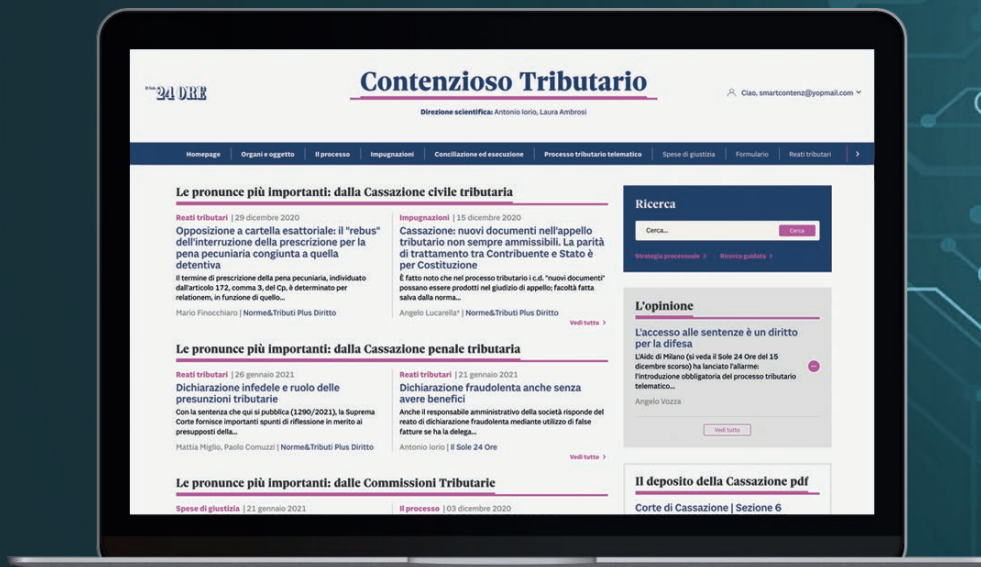 Il Sole 24 ORE
Contenzioso Tributario
Direzione scientifica: Antonio Iorio, Laura Ambrosi
Ciao, smartcontenz@yopmail.com
Homepage
Organi e oggetto
Il processo
Impugnazioni
Conciliazione ed esecuzione
Processo tributario telematico
Spese di giustizia
Formulario
Reati tributari
Le pronunce più importanti: dalla Cassazione civile tributaria
Reati tributari | 29 dicembre 2020
Opposizione a cartella esattoriale: il "rebus"
dell'interruzione della prescrizione per la
pena pecuniaria congiunta a quella
detentiva
Il termine di prescrizione della pena pecuniaria, individuato
dall'articolo 172, comma 3, del Cp, è determinato per
relationem, in funzione di quello...
Mario Finocchiaro | Norme&Tributi Plus Diritto
Impugnazioni | 15 dicembre 2020
Cassazione: nuovi documenti nell'appello
tributario non sempre ammissibili. La parità
di trattamento tra Contribuente e Stato è
per Costituzione
È fatto noto che nel processo tributario i c.d. "nuovi documenti"
possano essere prodotti nel giudizio di appello; facoltà fatta
salva dalla norma...
Angelo Lucarella* | Norme&Tributi Plus Diritto
Vedi tutte >
Le pronunce più importanti: dalla Cassazione penale tributaria
Reati tributari | 26 gennaio 2021
Dichiarazione infedele e ruolo delle
presunzioni tributarie
Con la sentenza che qui si pubblica (1290/2021), la Suprema
Corte fornisce importanti spunti di riflessione in merito ai
presupposti della...
Mattia Miglio, Paolo Comuzzi | Norme&Tributi Plus Diritto
Reati tributari | 21 gennaio 2021
Dichiarazione fraudolenta anche senza
avere benefici
Anche il responsabile amministrativo della società risponde del
reato di dichiarazione fraudolenta mediante utilizzo di false
fatture se ha la delega...
Antonio Iorio | Il Sole 24 Ore
Vedi tutte >
Le pronunce più importanti: dalle Commissioni Tributarie
Spese di giustizia | 21 gennaio 2021
Il processo | 03 dicembre 2020
Ricerca
Cerca...
Cerca
Strategia processuale >
Ricerca guidata >
L'opinione
L'accesso alle sentenze è un diritto
per la difesa
L'Aidc di Milano (si veda il Sole 24 Ore del 15
dicembre scorso) ha lanciato l'allarme:
l'introduzione obbligatoria del processo tributario
telematico...
Angelo Vozza
Vedi tutto
Il deposito della Cassazione pdf
Corte di Cassazione | Sezione 6